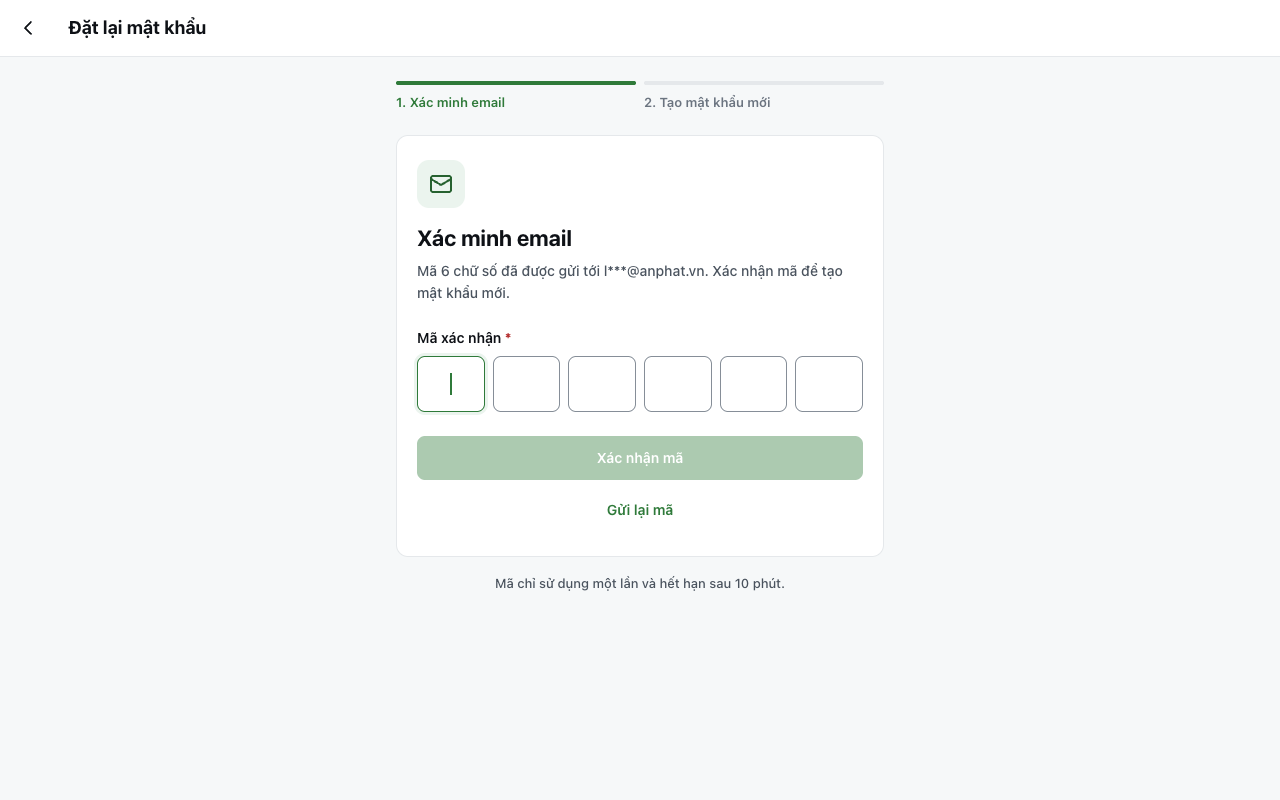 Đặt lại mật khẩu
1. Xác minh email
2. Tạo mật khẩu mới
Xác minh email
Mã 6 chữ số đã được gửi tới l***@anphat.vn. Xác nhận mã để tạo
mật khẩu mới.
Mã xác nhận *
Xác nhận mã
Gửi lại mã
Mã chỉ sử dụng một lần và hết hạn sau 10 phút.